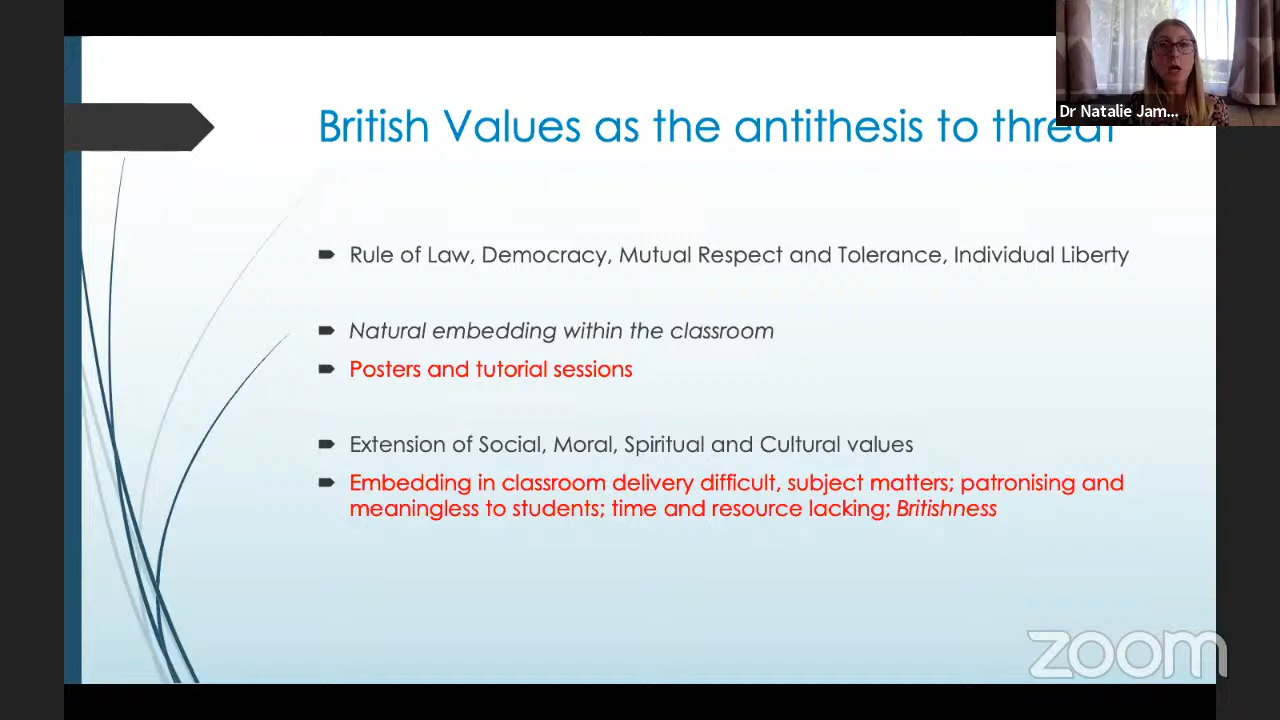 British Values as the antithesis to threat
Dr Natalie Jam...
Rule of Law, Democracy, Mutual Respect and Tolerance, Individual Liberty
Natural embedding within the classroom
Posters and tutorial sessions
Extension of Social, Moral, Spiritual and Cultural values
Embedding in classroom delivery difficult, subject matters; patronising and
meaningless to students; time and resource lacking; Britishness
zoom